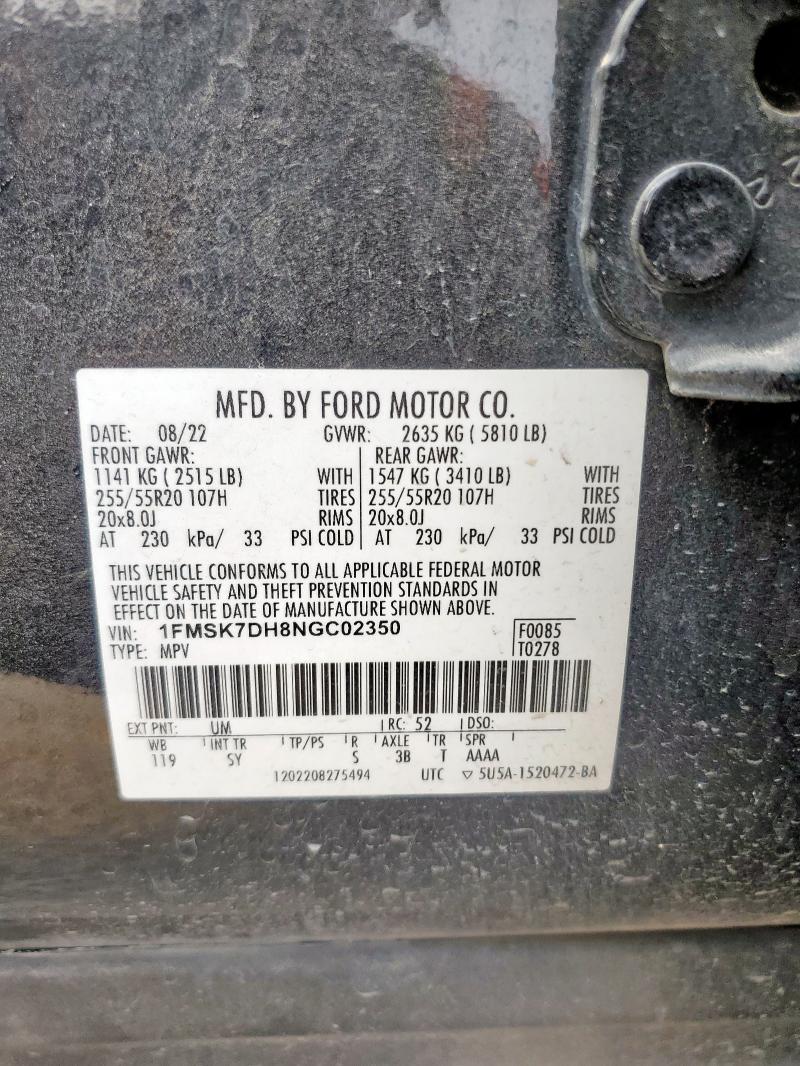 MFD. BY FORD MOTOR CO.
DATE: 08/22 GVWR: 2635 KG ( 5810 LB)
FRONT GAWR: REAR GAWR:
1141 KG ( 2515 LB) WITH 1547 KG ( 3410 LB) WITH
255/55R20 107H TIRES 255/55R20 107H TIRES
20x8.0J RIMS 20x8.0J RIMS
AT 230 kPa/ 33 PSI COLD AT 230 kPa/ 33 PSI COLD
THIS VEHICLE CONFORMS TO ALL APPLICABLE FEDERAL MOTOR
VEHICLE SAFETY AND THEFT PREVENTION STANDARDS IN
EFFECT ON THE DATE OF MANUFACTURE SHOWN ABOVE.
VIN: 1FMSK7DH8NGC02350 F0085
TYPE: MPV T0278
EXT PNT: UM RC: 52 DSO:
WB INT TR TP/PS R AXLE TR SPR
119 SY S 3B T AAAA
1202208275494 UTC ▽ 5U5A-1520472-BA